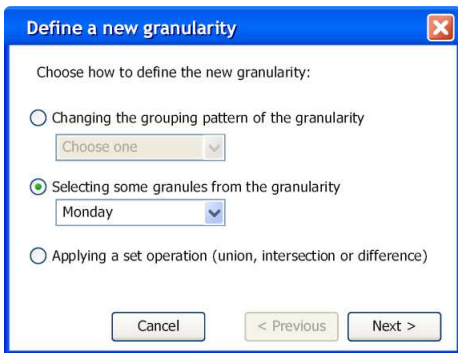 Define a new granularity
Choose how to define the new granularity:
Changing the grouping pattern of the granularity
Choose one
Selecting some granules from the granularity
Monday
Applying a set operation (union, intersection or difference)
Cancel
< Previous
Next >